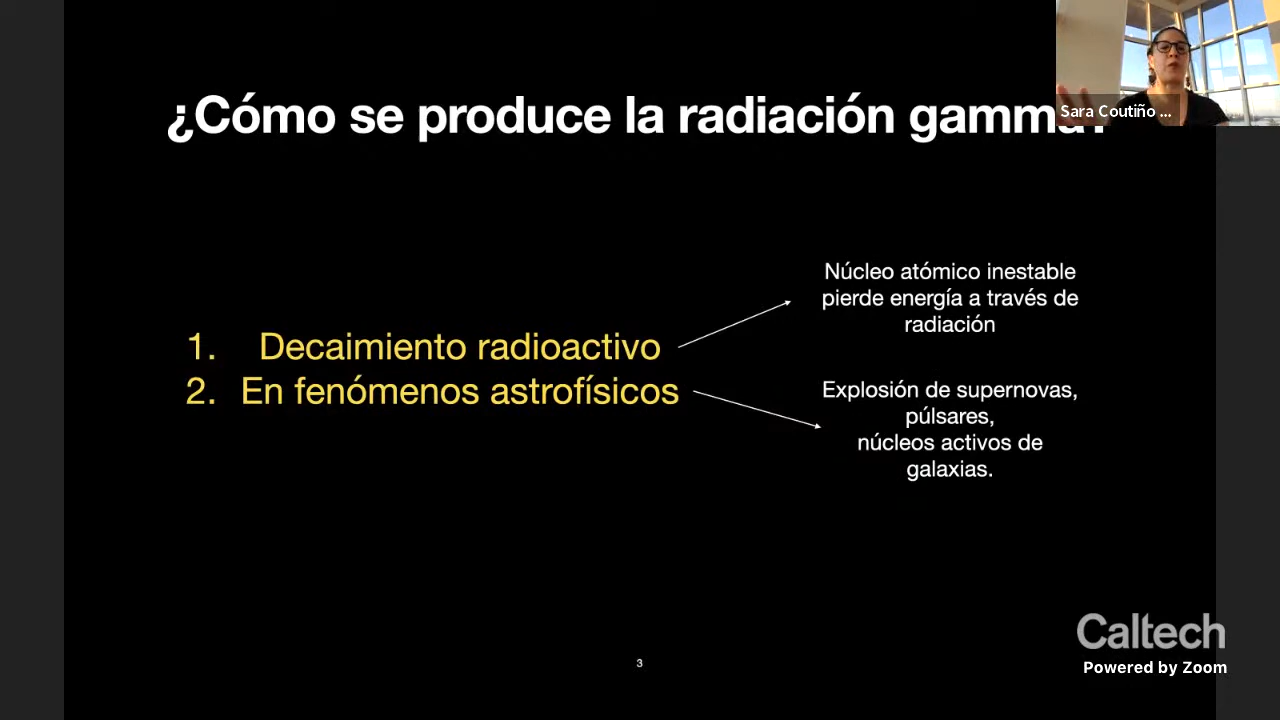 ¿Cómo se produce la radiación gamma?
Sara Coutiño ...
Núcleo atómico inestable
pierde energía a través de
radiación
1. Decaimiento radioactivo
2. En fenómenos astrofísicos
Explosión de supernovas,
púlsares,
núcleos activos de
galaxias.
Caltech
Powered by Zoom
3